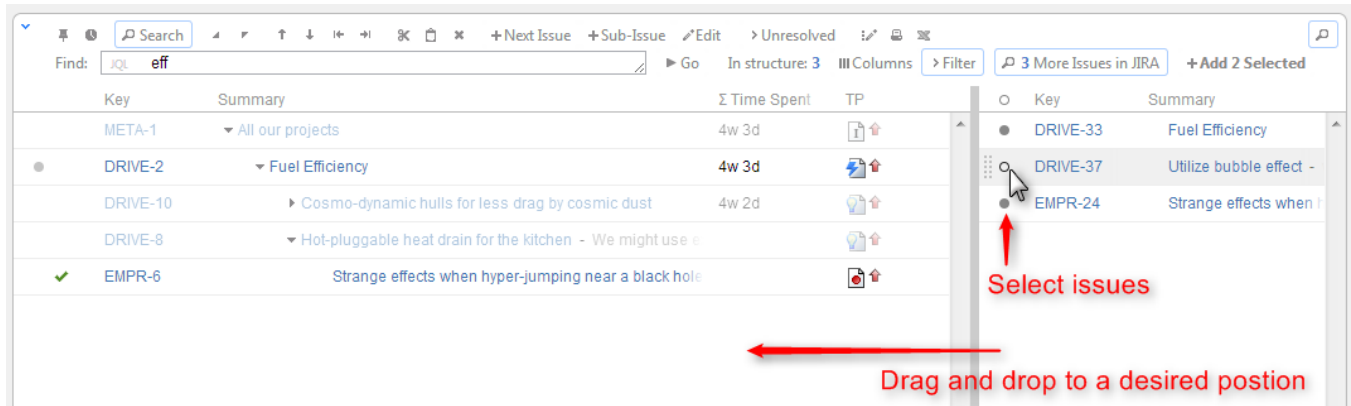 Search +Next Issue +Sub-Issue Edit > Unresolved
Find: JQL eff Go In structure: 3 Columns > Filter 3 More Issues in JIRA +Add 2 Selected
Key Summary Σ Time Spent TP Key Summary
META-1 All our projects 4w 3d DRIVE-33 Fuel Efficiency
DRIVE-2 Fuel Efficiency 4w 3d DRIVE-37 Utilize bubble effect -
DRIVE-10 Cosmo-dynamic hulls for less drag by cosmic dust 4w 2d EMPR-24 Strange effects when
DRIVE-8 Hot-pluggable heat drain for the kitchen - We might use
EMPR-6 Strange effects when hyper-jumping near a black hole
Select issues
Drag and drop to a desired postion